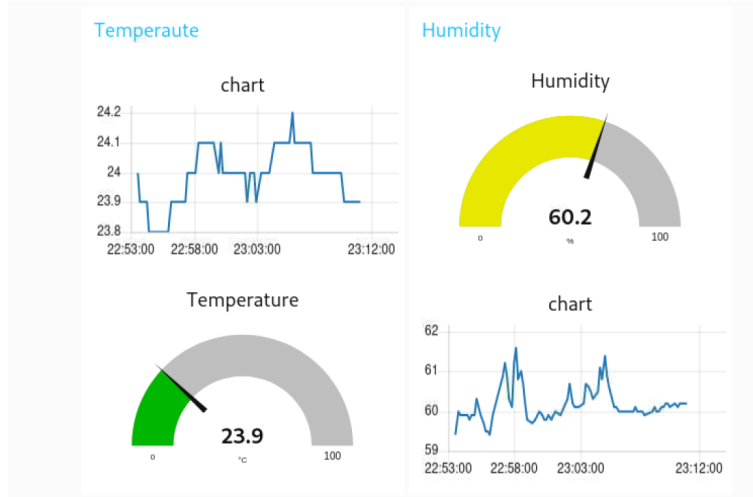 Temperaute
chart
24.2
24.1
24
23.9
23.8
22:53:00 22:58:00 23:03:00 23:12:00
Temperature
23.9
0 °C 100
Humidity
Humidity
60.2
0 % 100
chart
62
61
60
59
22:53:00 22:58:00 23:03:00 23:12:00